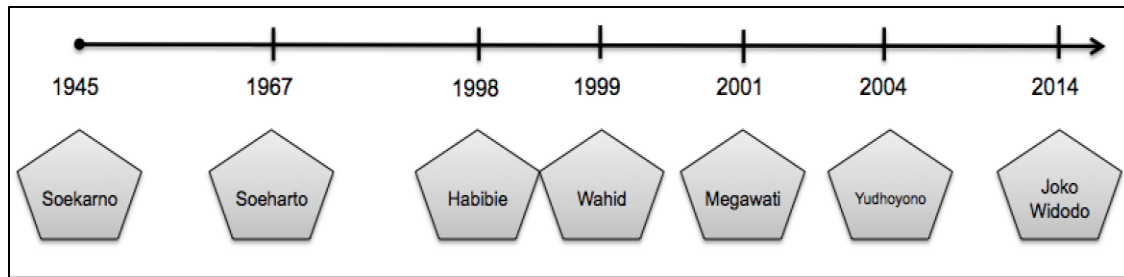 1945 1967 1998 1999 2001 2004 2014
Soekarno Soeharto Habibie Wahid Megawati Yudhoyono Joko
Widodo